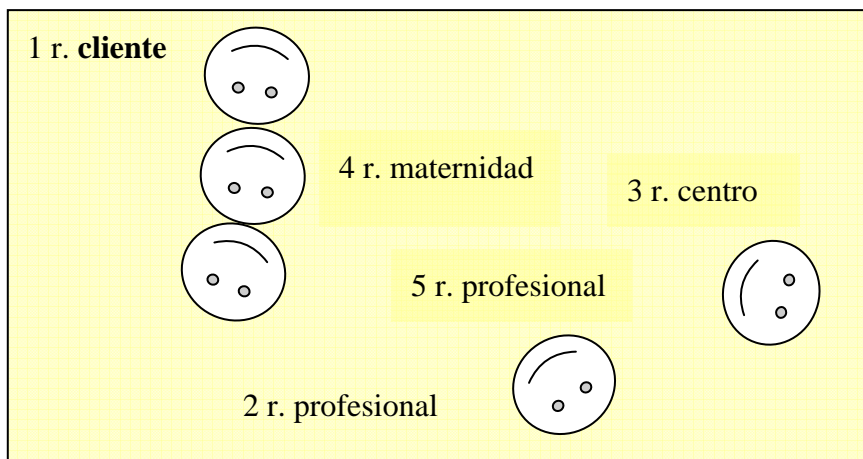 1 r. cliente
4 r. maternidad
3 r. centro
5 r. profesional
2 r. profesional